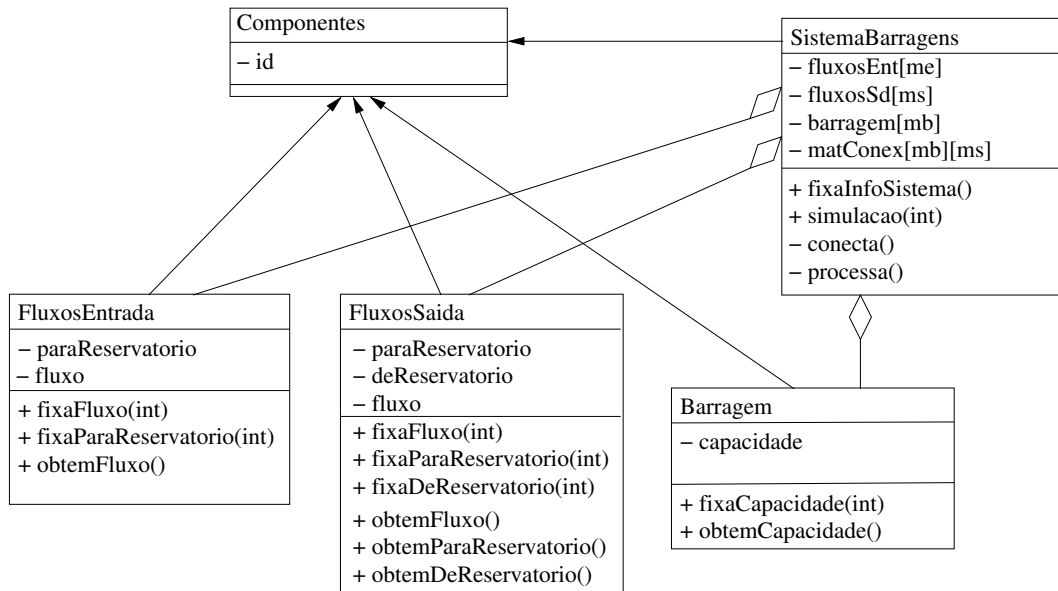 Componentes
– id
SistemaBarragens
– fluxosEnt[me]
– fluxosSd[ms]
– barragem[mb]
– matConex[mb][ms]
+ fixaInfoSistema()
+ simulacao(int)
– conecta()
– processa()
FluxosEntrada
– paraReservatorio
– fluxo
+ fixaFluxo(int)
+ fixaParaReservatorio(int)
+ obtemFluxo()
FluxosSaida
– paraReservatorio
– deReservatorio
– fluxo
+ fixaFluxo(int)
+ fixaParaReservatorio(int)
+ fixaDeReservatorio(int)
+ obtemFluxo()
+ obtemParaReservatorio()
+ obtemDeReservatorio()
Barragem
– capacidade
+ fixaCapacidade(int)
+ obtemCapacidade()